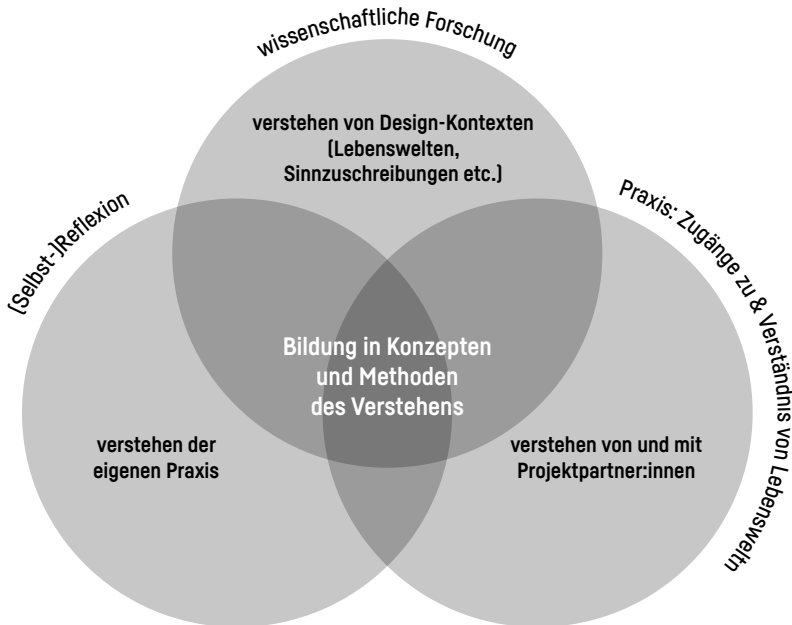 wissenschaftliche Forschung
verstehen von Design-Kontexten
(Lebenswelten,
Sinnzuschreibungen etc.)
(Selbst-)Reflexion
Praxis: Zugänge zu & Verständnis von Lebensweltn
Bildung in Konzepten
und Methoden
des Verstehens
verstehen der
eigenen Praxis
verstehen von und mit
Projektpartner:innen